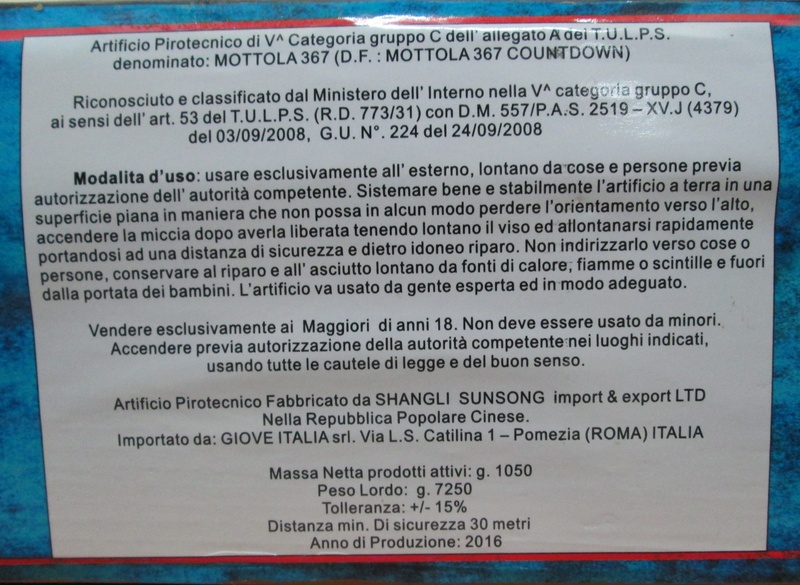 Artificio Pirotecnico di V^ Categoria gruppo C dell' allegato A dei T.U.L.P.S.
denominato: MOTTOLA 367 (D.F. : MOTTOLA 367 COUNTDOWN)
Riconosciuto e classificato dal Ministero dell' Interno nella V^ categoria gruppo C,
ai sensi dell' art. 53 del T.U.L.P.S. (R.D. 773/31) con D.M. 557/P.A.S. 2519 – XV.J (4379)
del 03/09/2008, G.U. N°. 224 del 24/09/2008
Modalita d'uso: usare esclusivamente all' esterno, lontano da cose e persone previa
autorizzazione dell' autorità competente. Sistemare bene e stabilmente l'artificio a terra in una
superficie piana in maniera che non possa in alcun modo perdere l'orientamento verso l'alto,
accendere la miccia dopo averla liberata tenendo lontano il viso ed allontanarsi rapidamente
portandosi ad una distanza di sicurezza e dietro idoneo riparo. Non indirizzarlo verso cose o
persone, conservare al riparo e all' asciutto lontano da fonti di calore, fiamme o scintille e fuori
dalla portata dei bambini. L'artificio va usato da gente esperta ed in modo adeguato.
Vendere esclusivamente ai Maggiori di anni 18. Non deve essere usato da minori.
Accendere previa autorizzazione della autorità competente nei luoghi indicati,
usando tutte le cautele di legge e del buon senso.
Artificio Pirotecnico Fabbricato da SHANGLI SUNSONG import & export LTD
Nella Repubblica Popolare Cinese.
Importato da: GIOVE ITALIA srl. Via L.S. Catilina 1 – Pomezia (ROMA) ITALIA
Massa Netta prodotti attivi: g. 1050
Peso Lordo: g. 7250
Tolleranza: +/- 15%
Distanza min. Di sicurezza 30 metri
Anno di Produzione: 2016